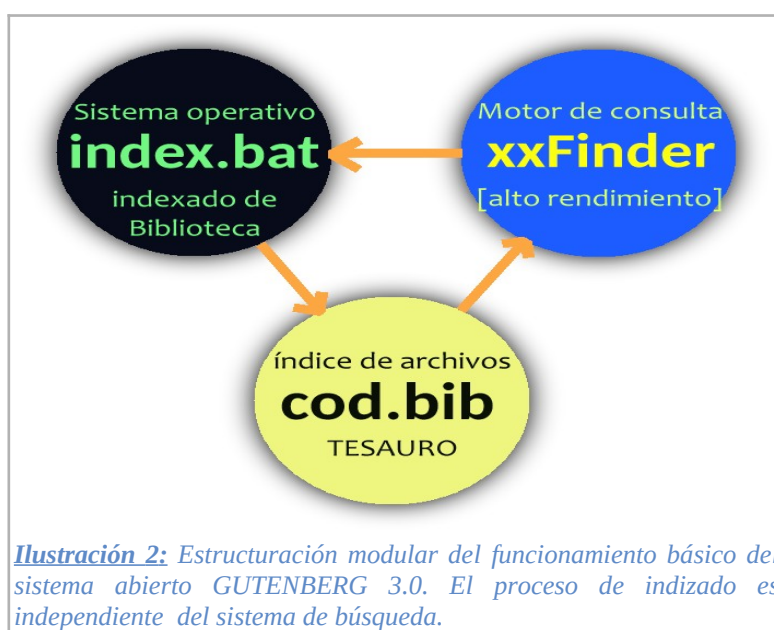 Sistema operativo
index.bat
indexado de
Biblioteca
Motor de consulta
xxFinder
[alto rendimiento]
índice de archivos
cod.bib
TESAURO
Ilustración 2: Estructuración modular del funcionamiento básico del
sistema abierto GUTENBERG 3.0. El proceso de indizado es
independiente del sistema de búsqueda.